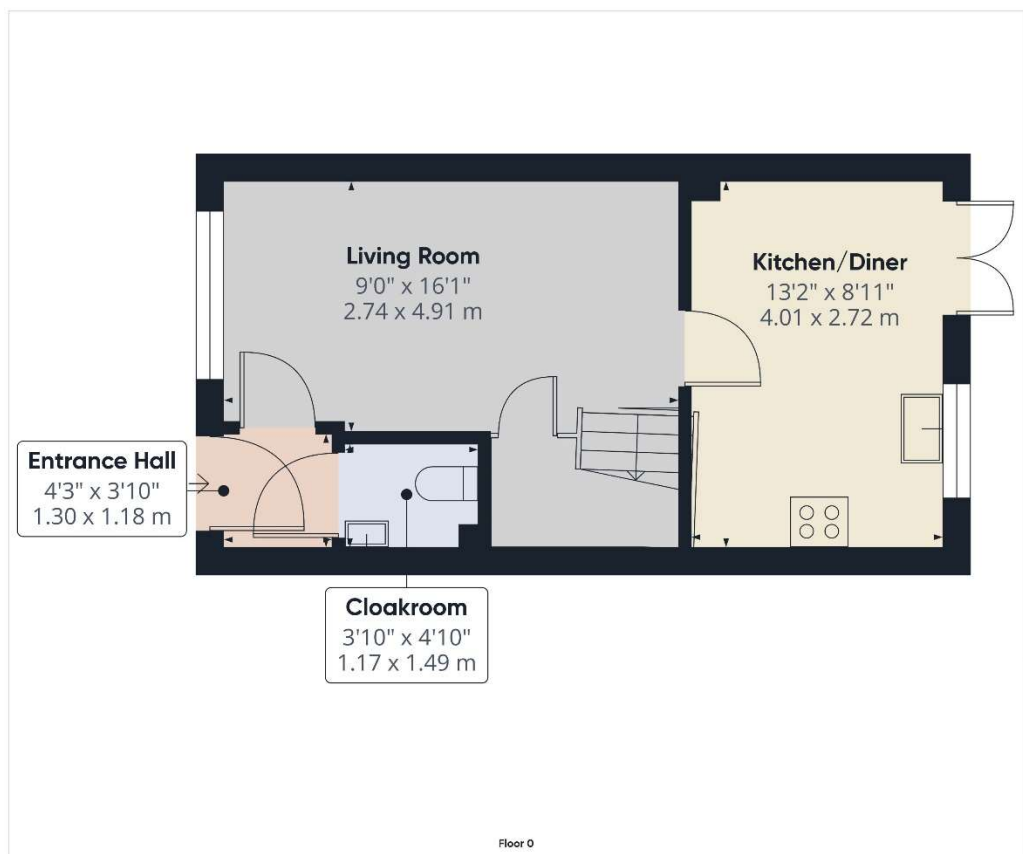 Living Room
9'0" x 16'1"
2.74 x 4.91 m
Kitchen/Diner
13'2" x 8'11"
4.01 x 2.72 m
Entrance Hall
4'3" x 3'10"
1.30 x 1.18 m
Cloakroom
3'10" x 4'10"
1.17 x 1.49 m
Floor 0